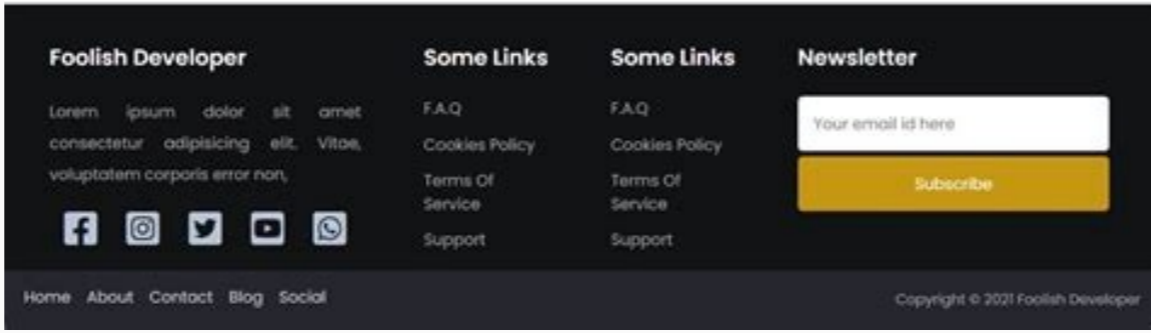 Foolish Developer
Lorem ipsum dolor sit amet
consectetur adipisicing elit. Vitae,
voluptatem corporis error non,
Some Links
F.A.Q
Cookies Policy
Terms Of
Service
Support
Some Links
F.A.Q
Cookies Policy
Terms Of
Service
Support
Newsletter
Your email id here
Subscribe
Home About Contact Blog Social
Copyright © 2021 Foolish Developer